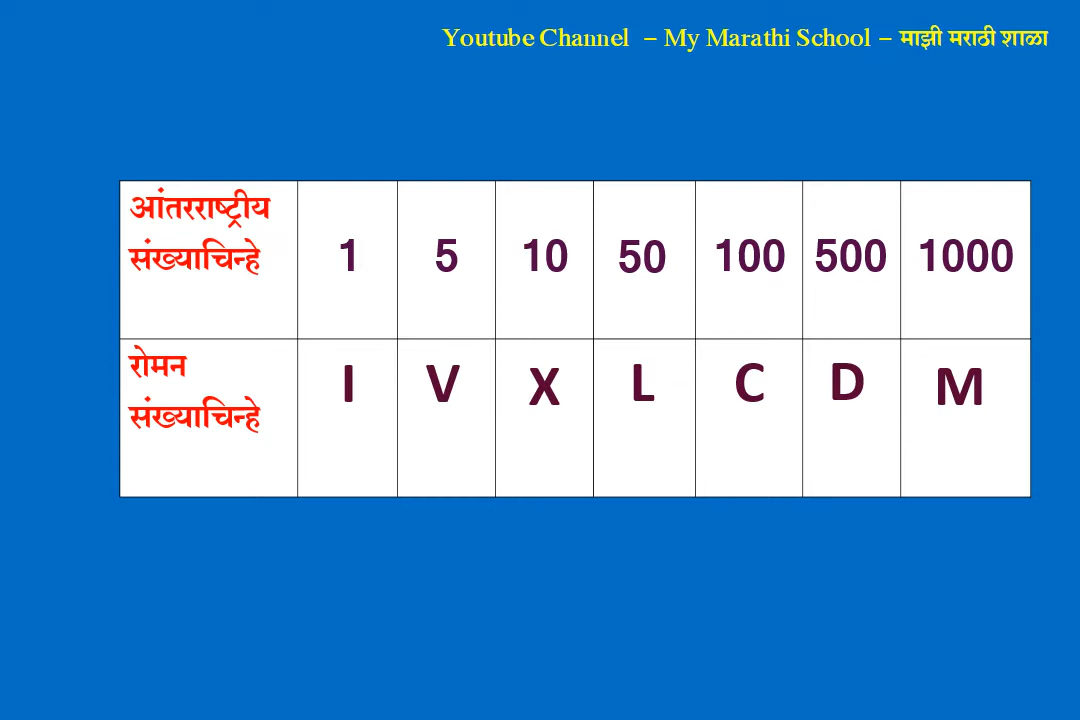 Youtube Channel – My Marathi School – माझी मराठी शाळा
आंतरराष्ट्रीय
संख्याचिन्हे 1 5 10 50 100 500 1000
रोमन
संख्याचिन्हे I V X L C D M